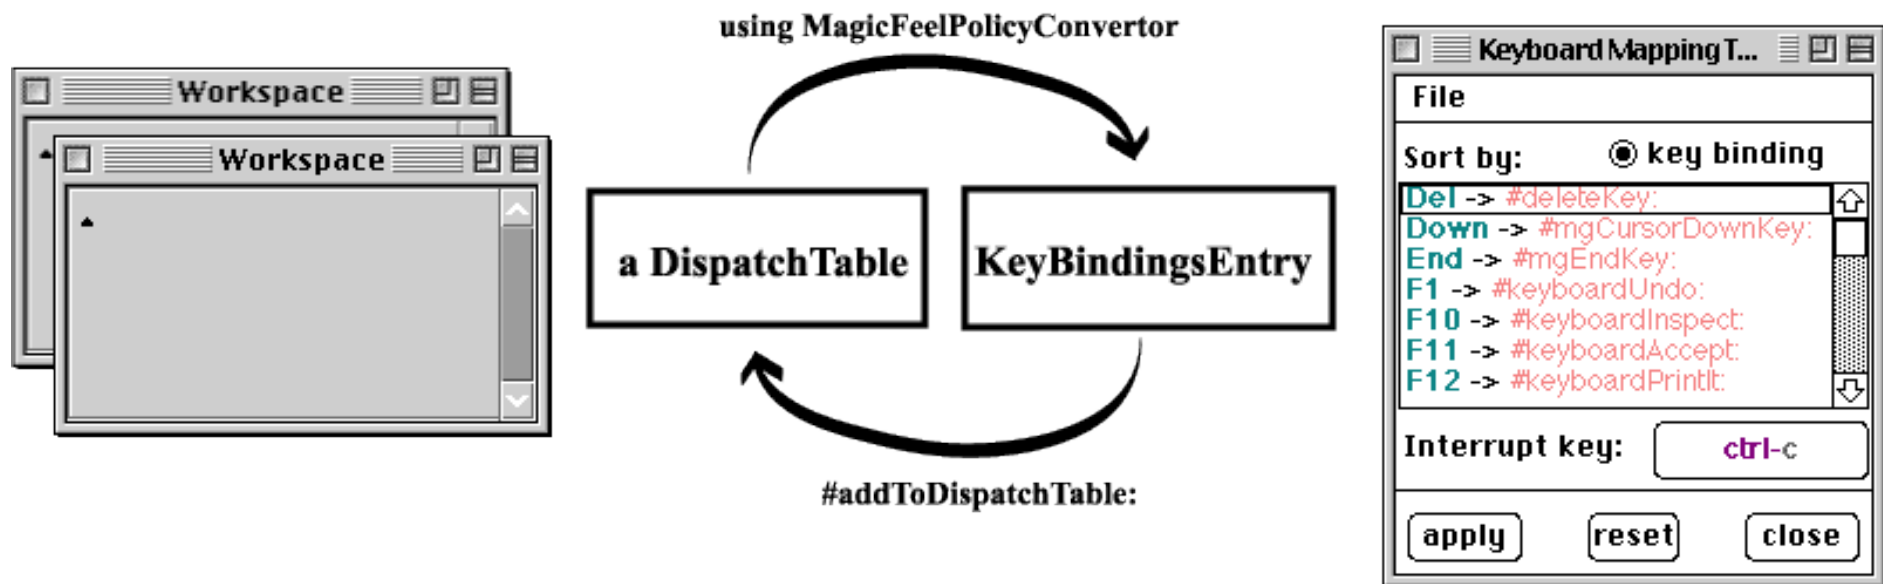 using MagicFeelPolicyConvertor
Workspace
Workspace
a DispatchTable
KeyBindingsEntry
#addToDispatchTable:
Keyboard Mapping T...
File
Sort by: key binding
Del -> #deleteKey:
Down -> #mgCursorDownKey:
End -> #mgEndKey:
F1 -> #keyboardUndo:
F10 -> #keyboardInspect:
F11 -> #keyboardAccept:
F12 -> #keyboardPrintIt:
Interrupt key: ctrl-c
apply reset close